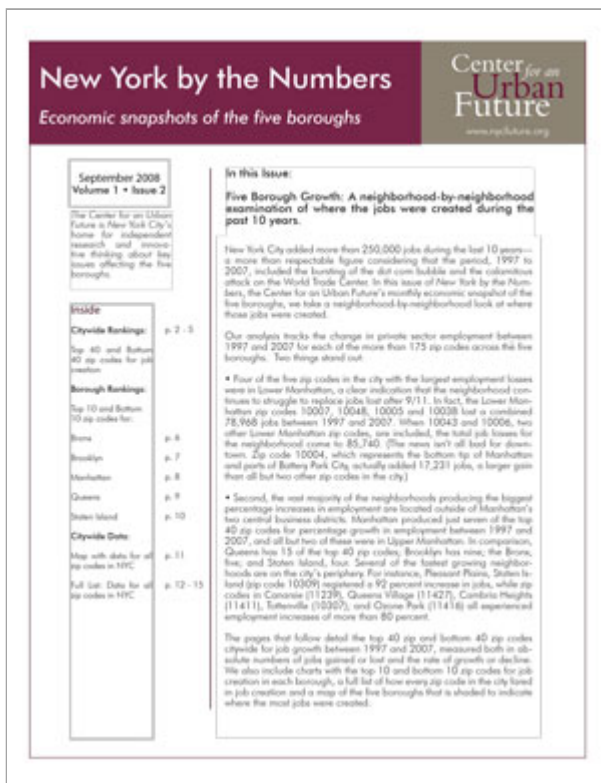 New York by the Numbers
Economic snapshots of the five boroughs
Center for an
Urban
Future
www.nycfuture.org
September 2008
Volume 1 • Issue 2
The Center for an Urban
Future is New York City's
home for independent
research and innova-
tive thinking about key
issues affecting the five
boroughs.
Inside
Citywide Rankings: p. 2 - 5
Top 40 and Bottom
40 zip codes for job
creation
Borough Rankings:
Top 10 and Bottom
10 zip codes for:
Bronx p. 6
Brooklyn p. 7
Manhattan p. 8
Queens p. 9
Staten Island p. 10
Citywide Data:
Map with data for all p. 11
zip codes in NYC
Full List: Data for all p. 12 - 15
zip codes in NYC
In this Issue:
Five Borough Growth: A neighborhood-by-neighborhood
examination of where the jobs were created during the
past 10 years.
New York City added more than 250,000 jobs during the last 10 years—
a more than respectable figure considering that the period, 1997 to
2007, included the bursting of the dot com bubble and the calamitous
attack on the World Trade Center. In this issue of New York by the Num-
bers, the Center for an Urban Future's monthly economic snapshot of the
five boroughs, we take a neighborhood-by-neighborhood look at where
those jobs were created.
Our analysis tracks the change in private sector employment between
1997 and 2007 for each of the more than 175 zip codes across the five
boroughs. Two things stand out:
• Four of the five zip codes in the city with the largest employment losses
were in Lower Manhattan, a clear indication that the neighborhood con-
tinues to struggle to replace jobs lost after 9/11. In fact, the Lower Man-
hattan zip codes 10007, 10048, 10005 and 10038 lost a combined
78,968 jobs between 1997 and 2007. When 10043 and 10006, two
other Lower Manhattan zip codes, are included, the total job losses for
the neighborhood come to 85,740. (The news isn't all bad for down-
town. Zip code 10004, which represents the bottom tip of Manhattan
and parts of Battery Park City, actually added 17,231 jobs, a larger gain
than all but two other zip codes in the city.)
• Second, the vast majority of the neighborhoods producing the biggest
percentage increases in employment are located outside of Manhattan's
two central business districts. Manhattan produced just seven of the top
40 zip codes for percentage growth in employment between 1997 and
2007, and all but two of these were in Upper Manhattan. In comparison,
Queens has 15 of the top 40 zip codes; Brooklyn has nine; the Bronx,
five; and Staten Island, four. Several of the fastest growing neighbor-
hoods are on the city's periphery. For instance, Pleasant Plains, Staten Is-
land (zip code 10309) registered a 92 percent increase in jobs, while zip
codes in Canarsie (11239), Queens Village (11427), Cambria Heights
(11411), Tottenville (10307), and Ozone Park (11416) all experienced
employment increases of more than 80 percent.
The pages that follow detail the top 40 zip and bottom 40 zip codes
citywide for job growth between 1997 and 2007, measured both in ab-
solute numbers of jobs gained or lost and the rate of growth or decline.
We also include charts with the top 10 and bottom 10 zip codes for job
creation in each borough, a full list of how every zip code in the city fared
in job creation and a map of the five boroughs that is shaded to indicate
where the most jobs were created.